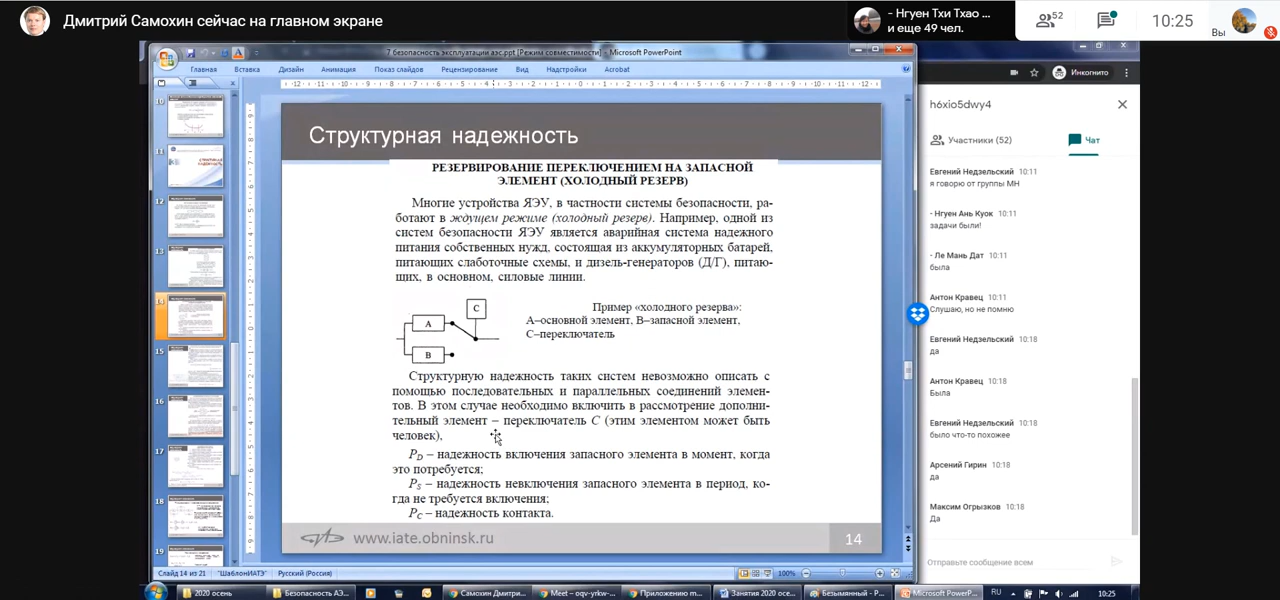 Дмитрий Самохин сейчас на главном экране
- Нгуен Тхи Тхао ...
и еще 49 чел.
52
10:25
Вы
7 безопасность эксплуатации аэс.ppt [Режим совместимости] - Microsoft PowerPoint
Главная Вставка Дизайн Анимация Показ слайдов Рецензирование Вид Надстройки Acrobat
Инкогнито
h6xio5dwy4
Участники (52)
Чат
10
11
12
13
14
15
16
17
18
19
Структурная надежность
РЕЗЕРВИРОВАНИЕ ПЕРЕКЛЮЧЕНИЕМ НА ЗАПАСНОЙ
ЭЛЕМЕНТ (ХОЛОДНЫЙ РЕЗЕРВ)
Многие устройства ЯЭУ, в частности системы безопасности, ра-
ботают в ждущем режиме (холодный резерв). Например, одной из
систем безопасности ЯЭУ является аварийная система надежного
питания собственных нужд, состоящая из аккумуляторных батарей,
питающих слаботочные схемы, и дизель-генераторов (Д/Г), питаю-
щих, в основном, силовые линии.
A
B
C
Пример «холодного резерва»:
А–основной элемент, В–запасной элемент,
С–переключатель
Структурную надежность таких систем невозможно описать с
помощью последовательных и параллельных соединений элемен-
тов. В этом случае необходимо включить в рассмотрение дополни-
тельный элемент – переключатель С (этим элементом может быть
человек),
P_D – надежность включения запасного элемента в момент, когда
это потребуется;
P_S – надежность невключения запасного элемента в период, ко-
гда не требуется включения;
P_C – надежность контакта.
www.iate.obninsk.ru
14
Евгений Недзельский 10:11
я говорю от группы МН
- Нгуен Ань Куок 10:11
задачи были!
Ле Мань Дат 10:11
была
Антон Кравец 10:11
Слушаю, но не помню
Евгений Недзельский 10:18
да
Антон Кравец 10:18
Была
Евгений Недзельский 10:18
было что-то похожее
Арсений Гирин 10:18
да
Максим Огрызков 10:18
Да
Отправьте сообщение всем
Слайд 14 из 21 "ШаблонИАТЭ" Русский (Россия)
100%
2020 осень
Безопасность АЭ...
Самохин Дмитри...
Meet – oqv-yrkw-...
Приложению m...
Занятия 2020 осе...
Безымянный - P...
Microsoft PowerP...
RU
10:25